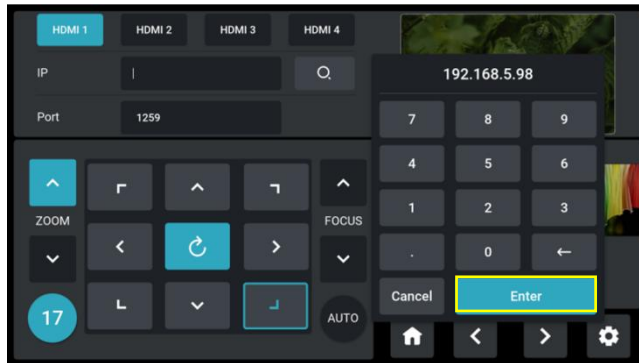 HDMI 1 HDMI 2 HDMI 3 HDMI 4
IP
Port 1259
192.168.5.98
7 8 9
4 5 6
1 2 3
. 0 ←
Cancel Enter
ZOOM
FOCUS
17
AUTO